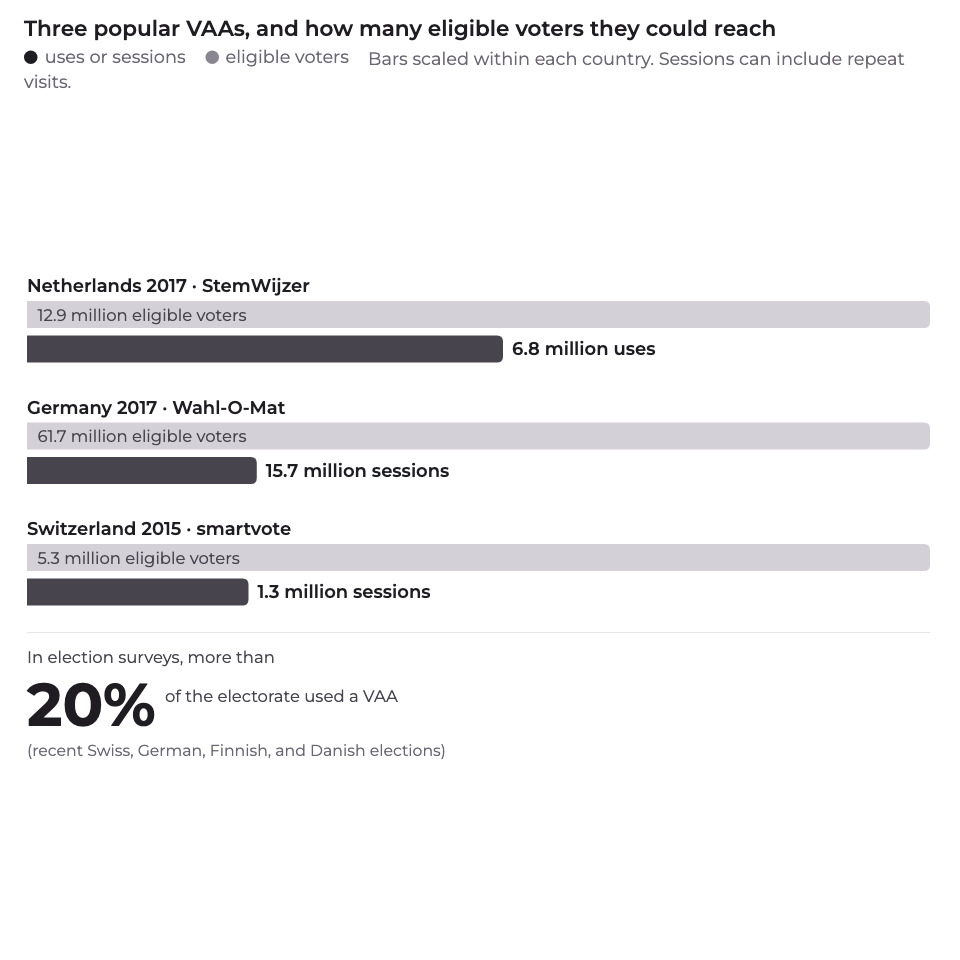 Three popular VAAs, and how many eligible voters they could reach
uses or sessions eligible voters Bars scaled within each country. Sessions can include repeat
visits.
Netherlands 2017 · StemWijzer
12.9 million eligible voters
6.8 million uses
Germany 2017 · Wahl-O-Mat
61.7 million eligible voters
15.7 million sessions
Switzerland 2015 · smartvote
5.3 million eligible voters
1.3 million sessions
In election surveys, more than
20% of the electorate used a VAA
(recent Swiss, German, Finnish, and Danish elections)